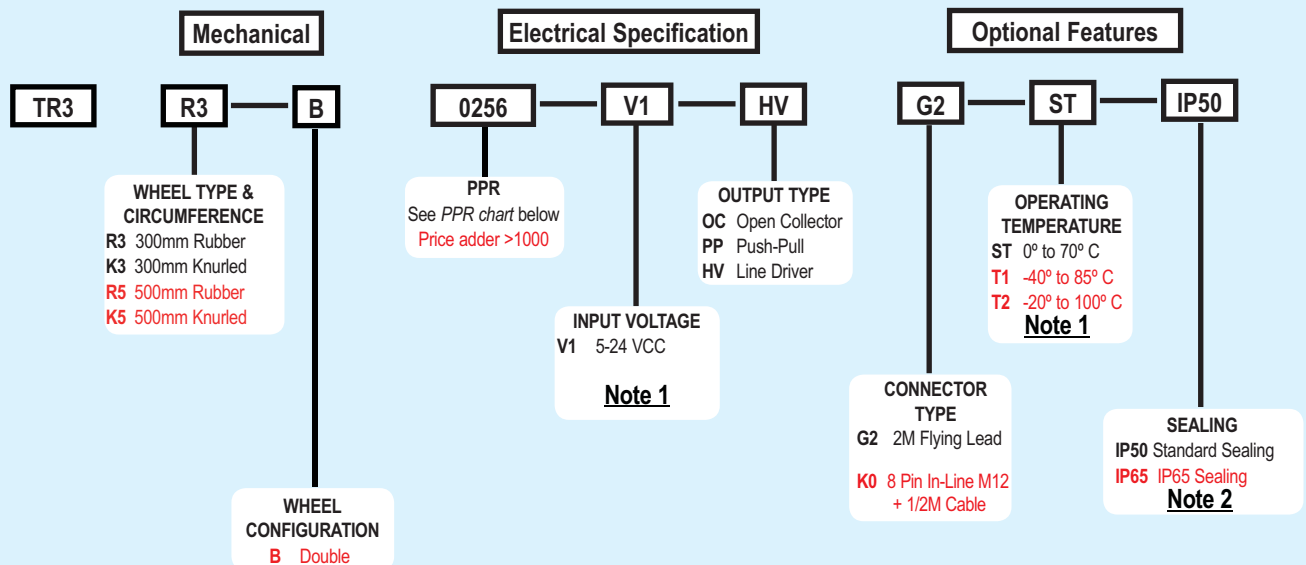 Mechanical
Electrical Specification
Optional Features
TR3
R3
B
0256
V1
HV
G2
ST
IP50
WHEEL TYPE &
CIRCUMFERENCE
R3 300mm Rubber
K3 300mm Knurled
R5 500mm Rubber
K5 500mm Knurled
WHEEL
CONFIGURATION
B Double
PPR
See PPR chart below
Price adder >1000
INPUT VOLTAGE
V1 5-24 VCC
Note 1
OUTPUT TYPE
OC Open Collector
PP Push-Pull
HV Line Driver
CONNECTOR
TYPE
G2 2M Flying Lead
K0 8 Pin In-Line M12
+ 1/2M Cable
OPERATING
TEMPERATURE
ST 0º to 70º C
T1 -40º to 85º C
T2 -20º to 100º C
Note 1
SEALING
IP50 Standard Sealing
IP65 IP65 Sealing
Note 2